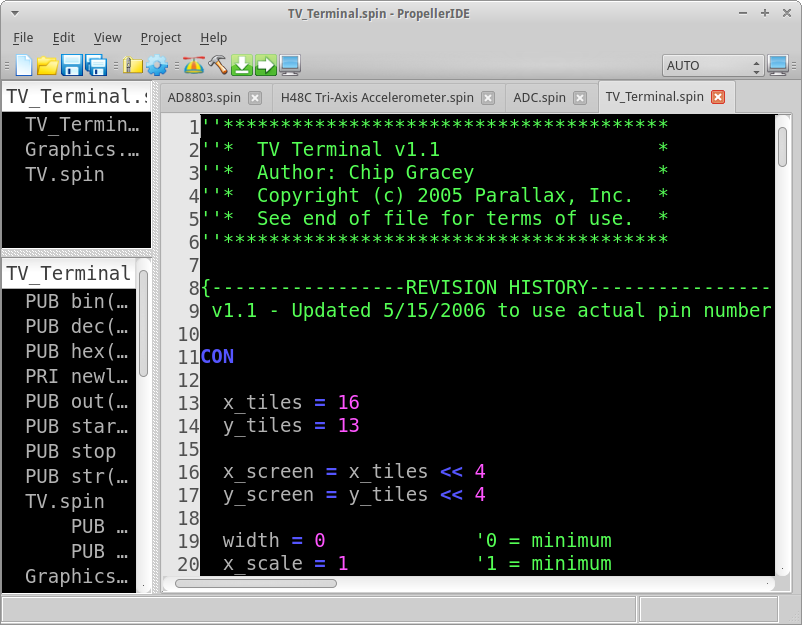 TV_Terminal.spin - PropellerIDE
File Edit View Project Help
AUTO
TV_Terminal.s
TV_Termin…
Graphics.…
TV.spin
TV_Terminal
PUB bin(…
PUB dec(…
PUB hex(…
PRI newl…
PUB out(…
PUB star…
PUB stop
PUB str(…
TV.spin
PUB …
PUB …
Graphics…
AD8803.spin H48C Tri-Axis Accelerometer.spin ADC.spin TV_Terminal.spin
1 ''***************************************
2 ''*  TV Terminal v1.1                   *
3 ''*  Author: Chip Gracey                *
4 ''*  Copyright (c) 2005 Parallax, Inc.  *
5 ''*  See end of file for terms of use.  *
6 ''***************************************
7
8 {-----------------REVISION HISTORY----------------
9 v1.1 - Updated 5/15/2006 to use actual pin number
10
11 CON
12
13 x_tiles = 16
14 y_tiles = 13
15
16 x_screen = x_tiles << 4
17 y_screen = y_tiles << 4
18
19 width = 0 '0 = minimum
20 x_scale = 1 '1 = minimum